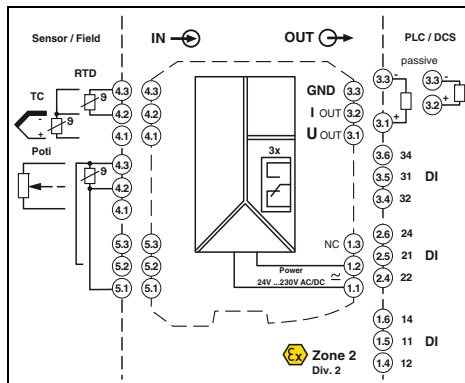 Sensor / Field
IN
OUT
PLC / DCS
RTD
TC
ϑ
ϑ
- +
4.3
4.2
4.1
4.3
4.2
4.1
GND 3.3
I OUT 3.2
U OUT 3.1
passive
3.3 -
3.1 +
3.3 -
3.2 +
Poti
ϑ
4.3
4.2
4.1
3x
3.6 34
3.5 31 DI
3.4 32
5.3
5.2
5.1
5.3
5.2
5.1
NC 1.3
1.2
1.1
Power
24V ...230V AC/DC
2.6 24
2.5 21 DI
2.4 22
1.6 14
1.5 11 DI
1.4 12
Ex Zone 2
Div. 2